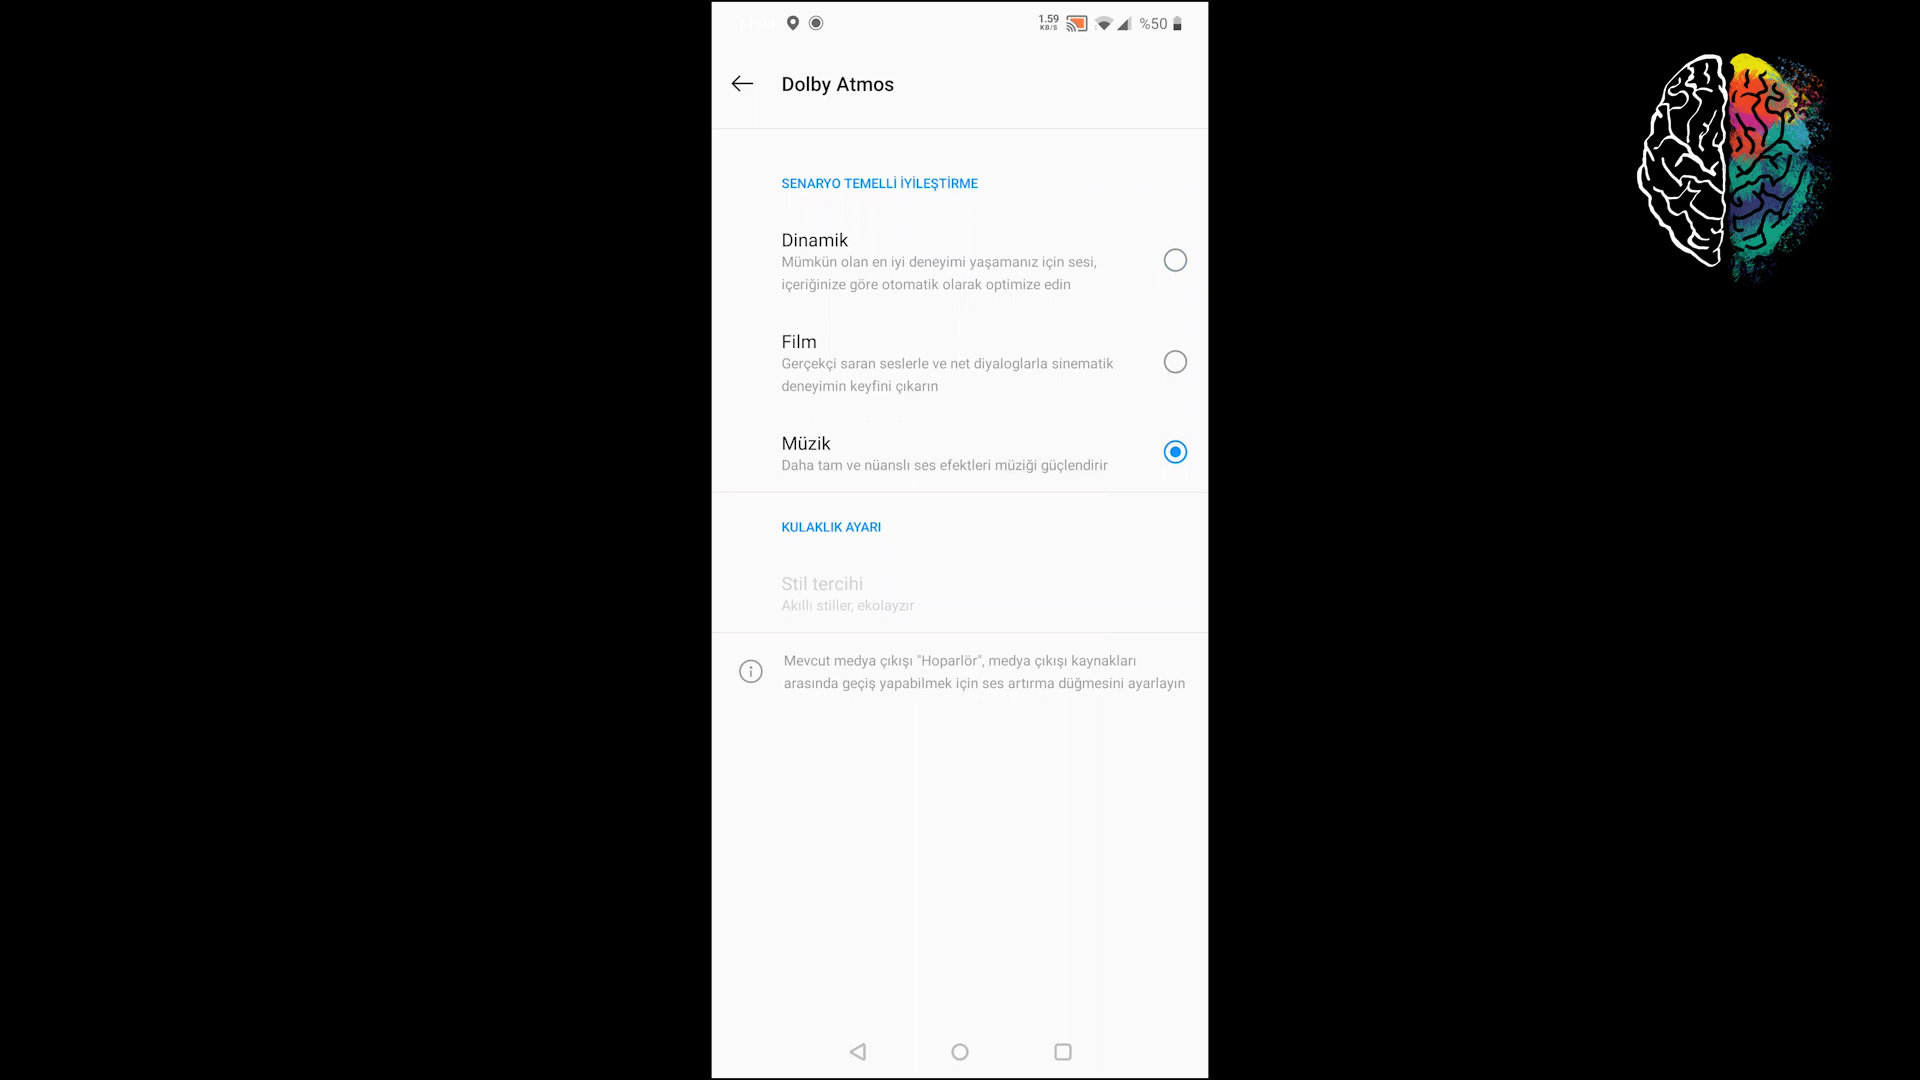 1.59
KB/S
%50
Dolby Atmos
SENARYO TEMELLİ İYİLEŞTİRME
Dinamik
Mümkün olan en iyi deneyimi yaşamanız için sesi,
içeriğinize göre otomatik olarak optimize edin
Film
Gerçekçi saran seslerle ve net diyaloglarla sinematik
deneyimin keyfini çıkarın
Müzik
Daha tam ve nüanslı ses efektleri müziği güçlendirir
KULAKLIK AYARI
Stil tercihi
Akıllı stiller, ekolayzır
Mevcut medya çıkışı "Hoparlör", medya çıkışı kaynakları
arasında geçiş yapabilmek için ses artırma düğmesini ayarlayın